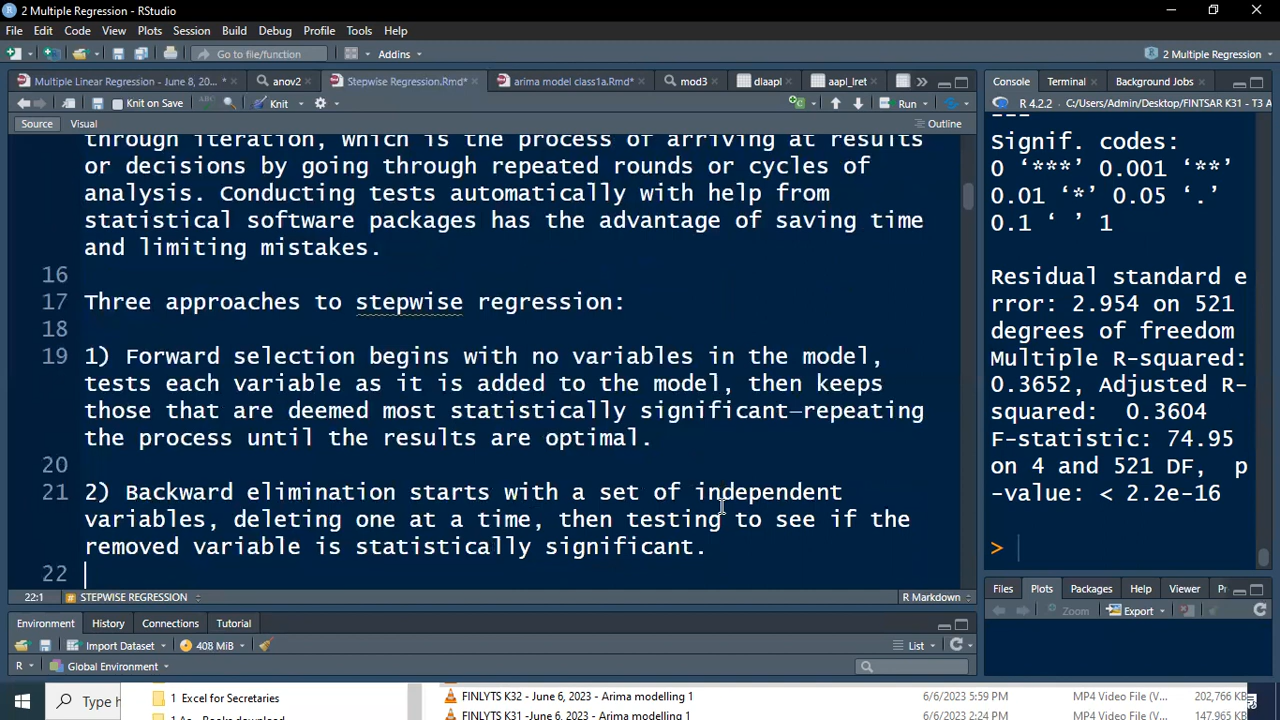 2 Multiple Regression - RStudio
File Edit Code View Plots Session Build Debug Profile Tools Help
Go to file/function Addins 2 Multiple Regression
Multiple Linear Regression - June 8, 20...* anov2 Stepwise Regression.Rmd* arima model class1a.Rmd* mod3 dlaapl aapl_lret
Knit on Save Knit Run
Source Visual Outline
through iteration, which is the process of arriving at results
or decisions by going through repeated rounds or cycles of
analysis. Conducting tests automatically with help from
statistical software packages has the advantage of saving time
and limiting mistakes.
16
17 Three approaches to stepwise regression:
18
19 1) Forward selection begins with no variables in the model,
tests each variable as it is added to the model, then keeps
those that are deemed most statistically significant—repeating
the process until the results are optimal.
20
21 2) Backward elimination starts with a set of independent
variables, deleting one at a time, then testing to see if the
removed variable is statistically significant.
22
22:1 # STEPWISE REGRESSION R Markdown
Environment History Connections Tutorial
Import Dataset 408 MiB List
R Global Environment
Console Terminal Background Jobs
R 4.2.2 · C:/Users/Admin/Desktop/FINTSAR K31 - T3 A
---
Signif. codes:
0 ‘***’ 0.001 ‘**’
0.01 ‘*’ 0.05 ‘.’
0.1 ‘ ’ 1
Residual standard e
rror: 2.954 on 521
degrees of freedom
Multiple R-squared:
0.3652, Adjusted R-
squared: 0.3604
F-statistic: 74.95
on 4 and 521 DF, p
-value: < 2.2e-16
>
Files Plots Packages Help Viewer Pr
Zoom Export
Type h
1 Excel for Secretaries
FINLYTS K32 - June 6, 2023 - Arima modelling 1 6/6/2023 5:59 PM MP4 Video File (V... 202,766 KB
FINLYTS K31 -June 6, 2023 - Arima modelling 1 6/6/2023 2:24 PM MP4 Video File (V... 147,965 KB